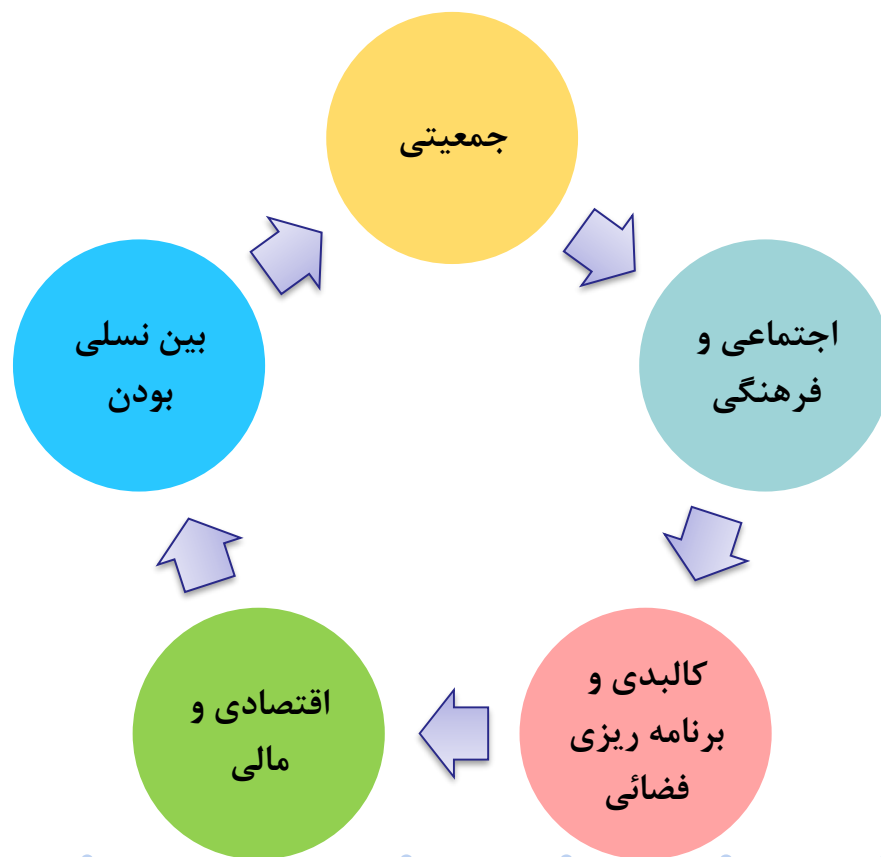 جمعیتی
اجتماعی و
فرهنگی
کالبدی و
برنامه ریزی
فضائی
اقتصادی و
مالی
بین نسلی
بودن